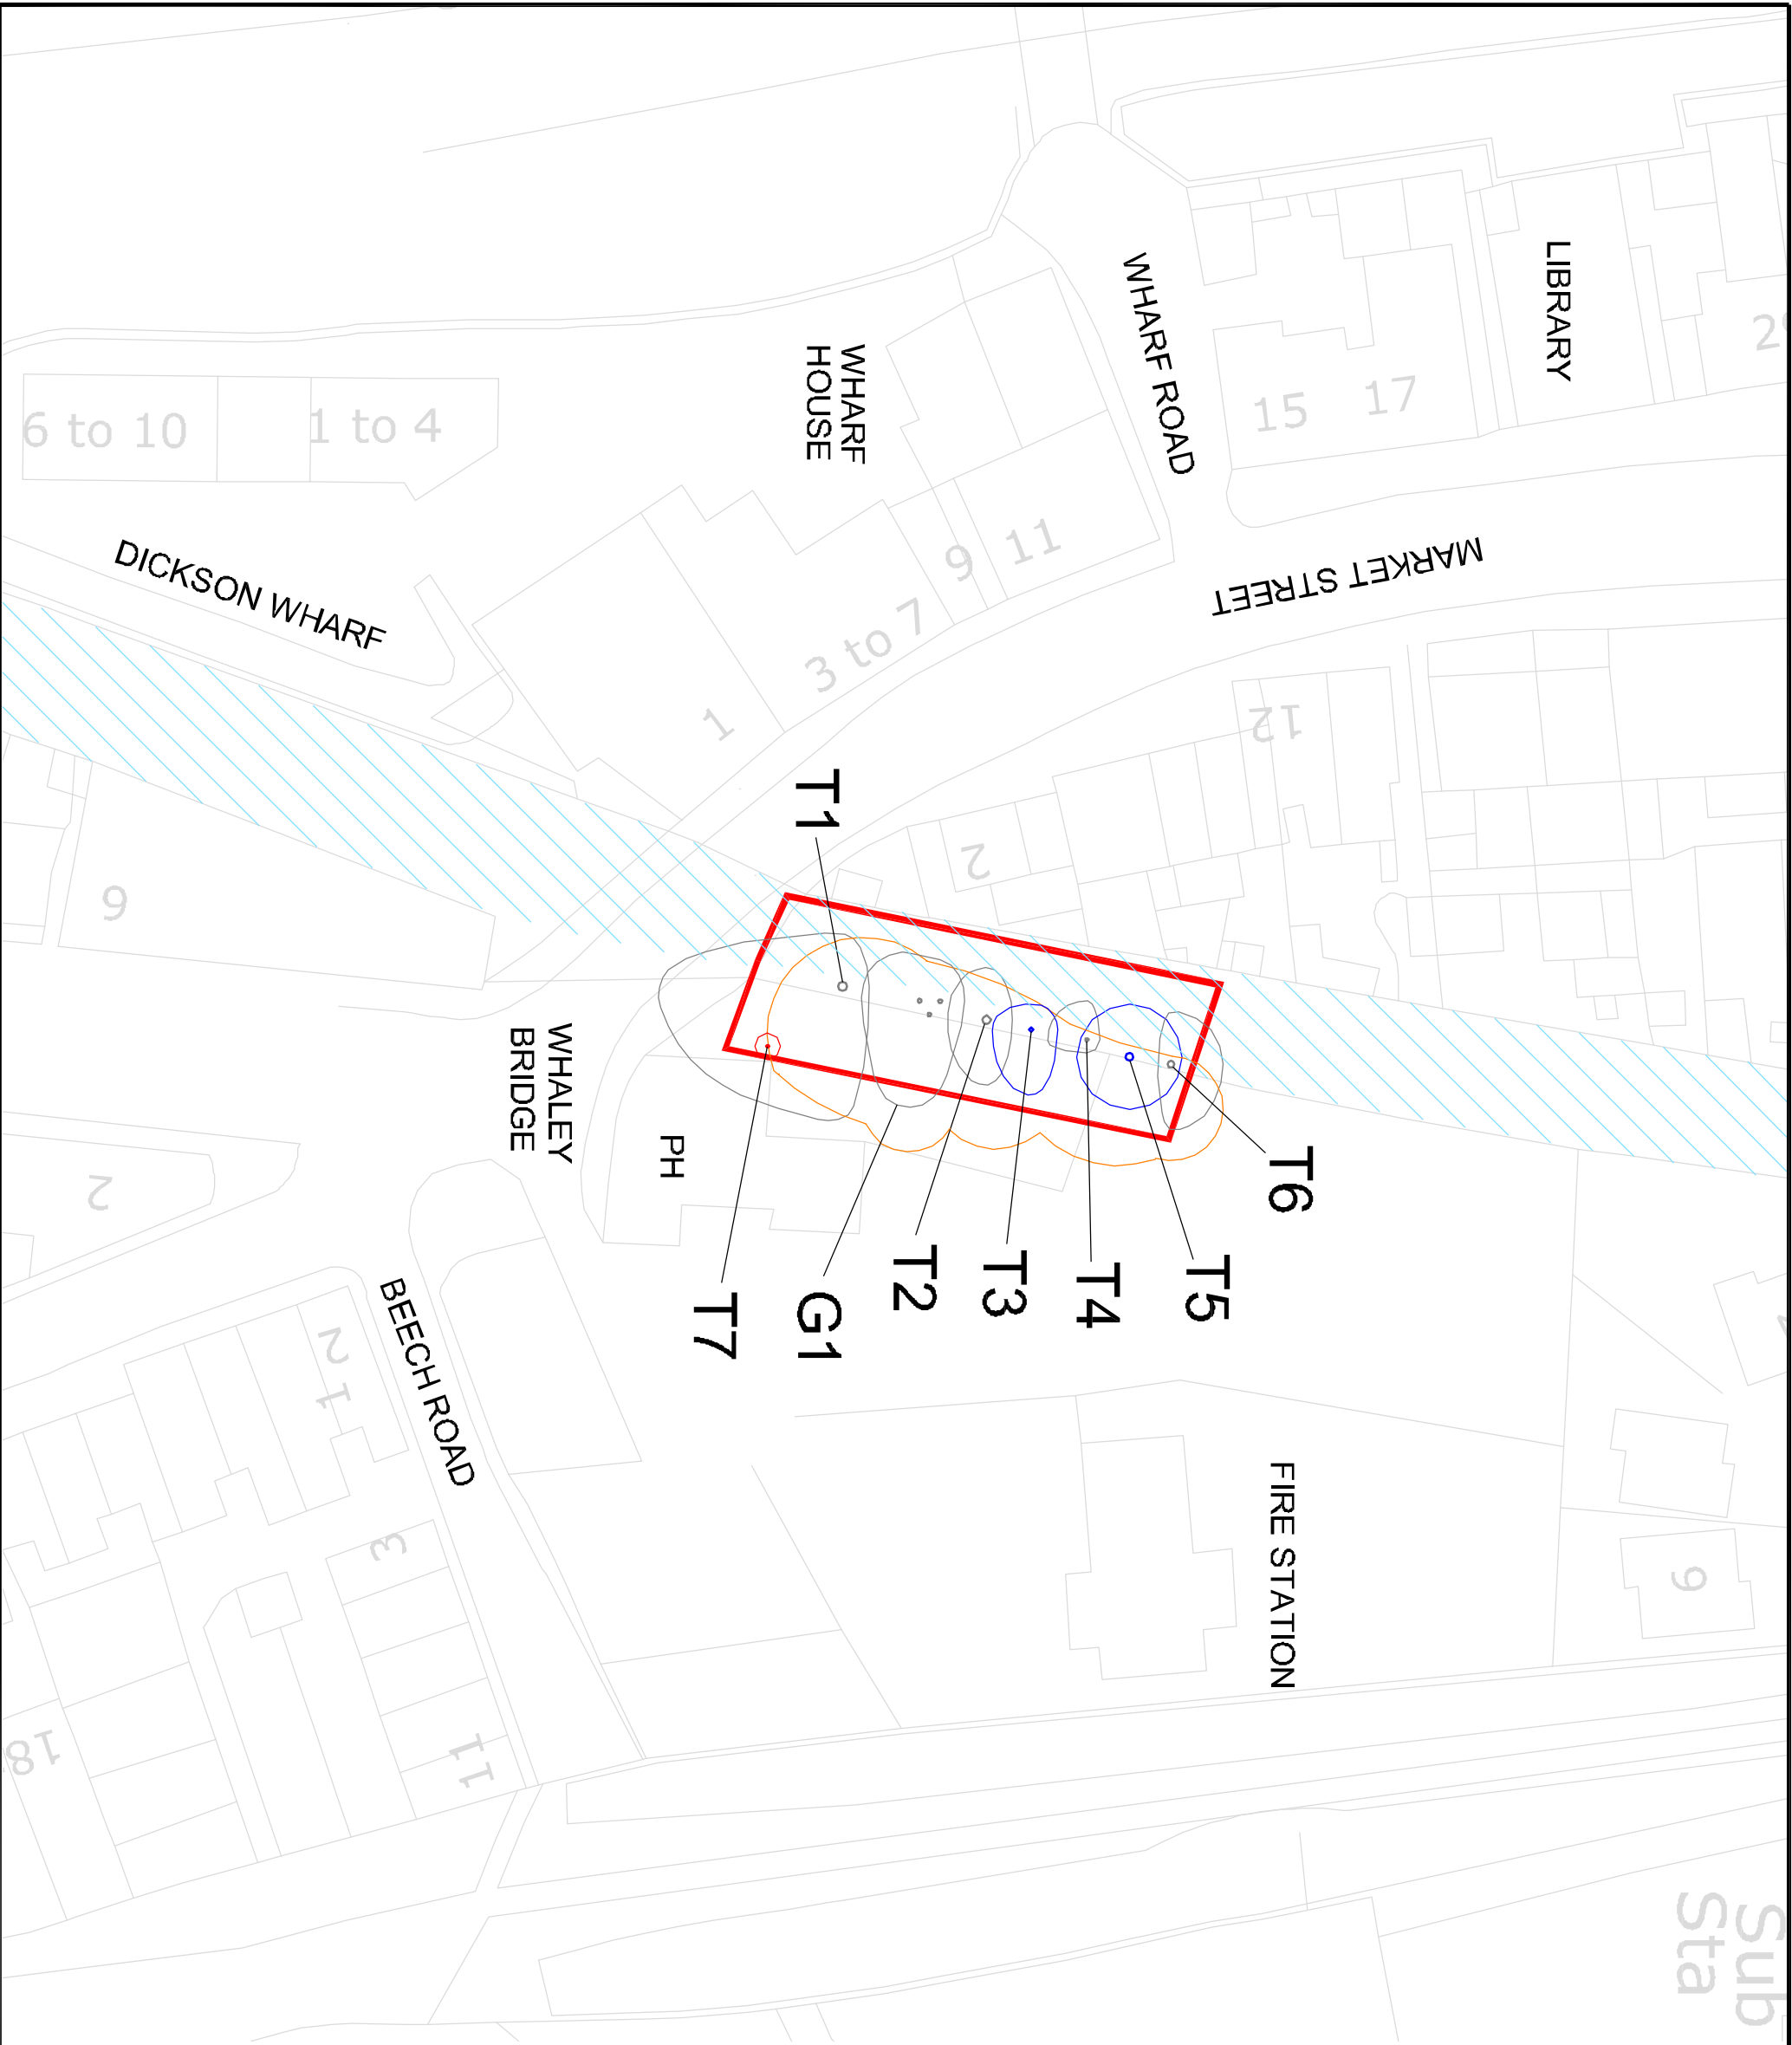 LIBRARY
29
WHARF ROAD
15
17
WHARF
HOUSE
6 to 10
1 to 4
9
11
MARKET STREET
DICKSON WHARF
3 to 7
1
12
T1
2
9
WHALEY
BRIDGE
PH
2
T6
T5
T4
T3
T2
G1
T7
BEECH ROAD
2
1
FIRE STATION
3
9
11
18
Sub
Sta